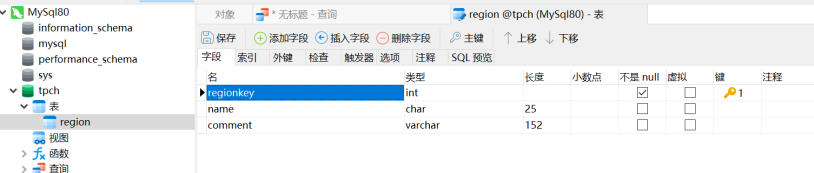 MySql80
information_schema
mysql
performance_schema
sys
tpch
表
region
视图
函数
查询
对象 * 无标题 - 查询 region @tpch (MySql80) - 表
保存 添加字段 插入字段 删除字段 主键 上移 下移
字段 索引 外键 检查 触发器 选项 注释 SQL 预览
名 类型 长度 小数点 不是 null 虚拟 键 注释
regionkey int 1
name char 25
comment varchar 152